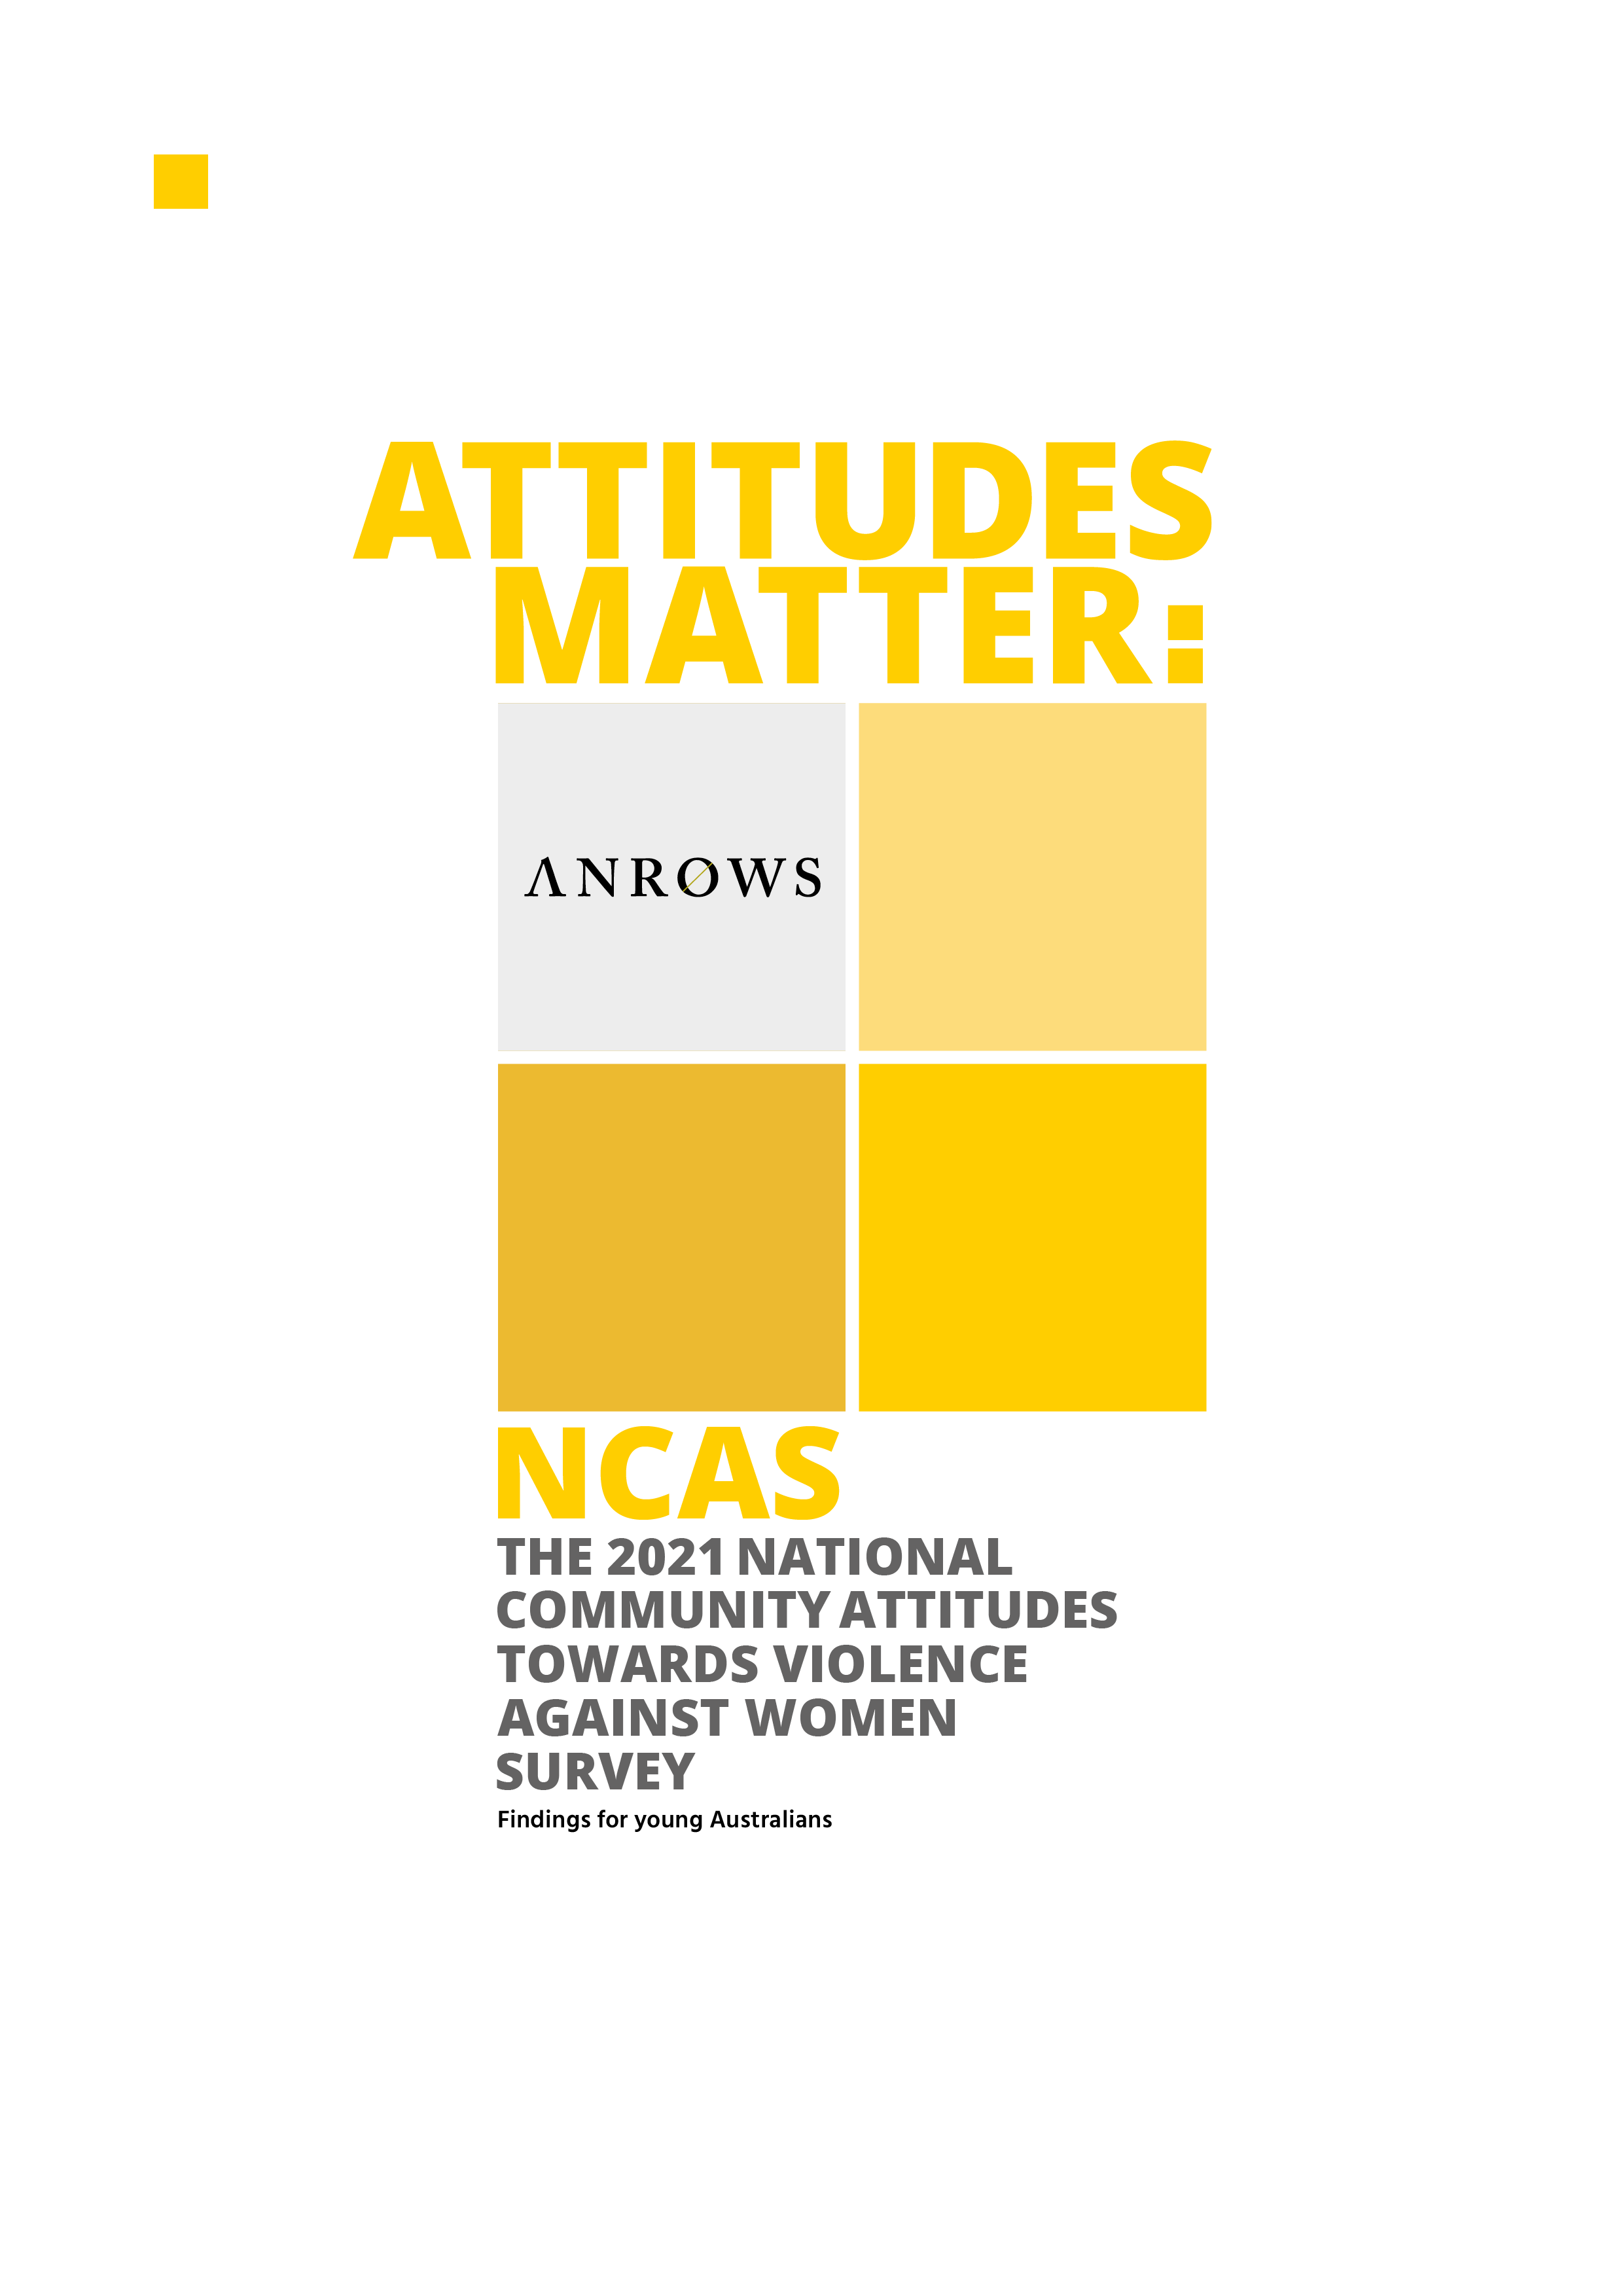 ATTITUDES
MATTER:
ANROWS
NCAS
THE 2021 NATIONAL
COMMUNITY ATTITUDES
TOWARDS VIOLENCE
AGAINST WOMEN
SURVEY
Findings for young Australians